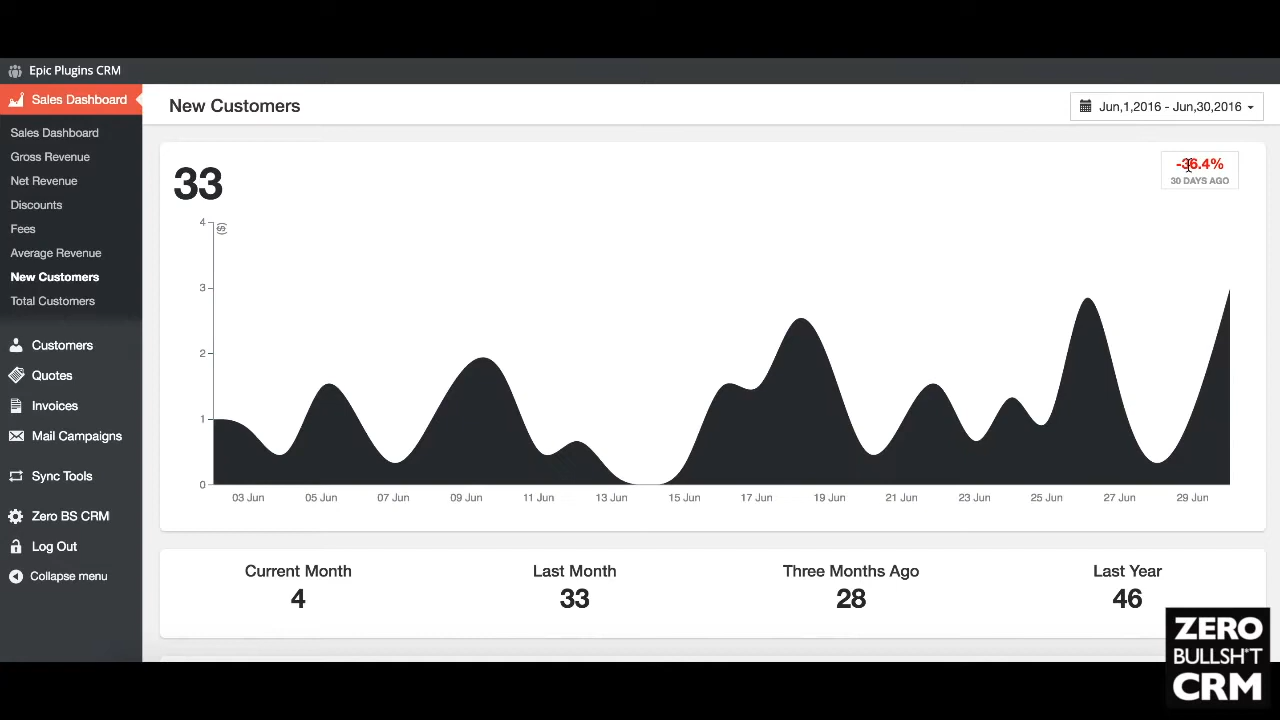 Epic Plugins CRM
Sales Dashboard
Sales Dashboard
Gross Revenue
Net Revenue
Discounts
Fees
Average Revenue
New Customers
Total Customers
Customers
Quotes
Invoices
Mail Campaigns
Sync Tools
Zero BS CRM
Log Out
Collapse menu
New Customers
Jun,1,2016 - Jun,30,2016
33
-36.4%
30 DAYS AGO
($)
4
3
2
1
0
03 Jun 05 Jun 07 Jun 09 Jun 11 Jun 13 Jun 15 Jun 17 Jun 19 Jun 21 Jun 23 Jun 25 Jun 27 Jun 29 Jun
Current Month Last Month Three Months Ago Last Year
4 33 28 46
ZERO
BULLSH*T
CRM